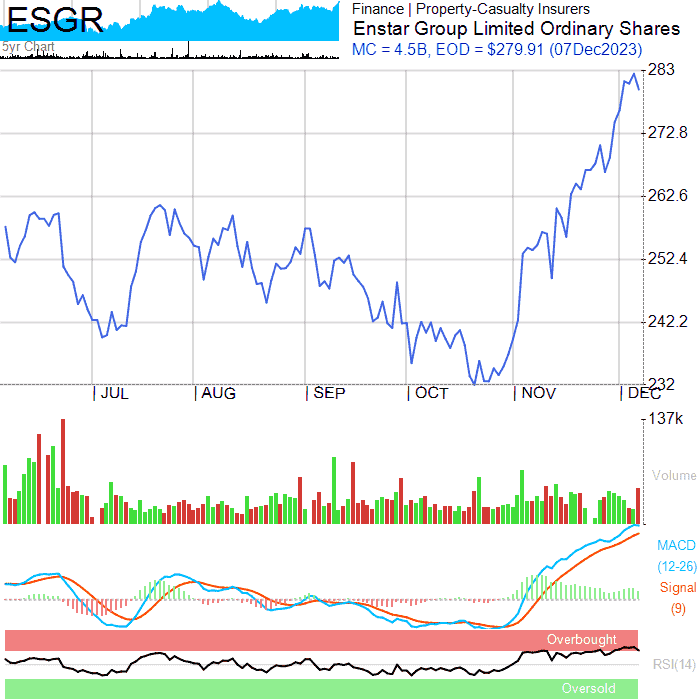 ESGR
5yr Chart
Finance | Property-Casualty Insurers
Enstar Group Limited Ordinary Shares
MC = 4.5B, EOD = $279.91 (07Dec2023)
283
272.8
262.6
252.4
242.2
232
JUL AUG SEP OCT NOV DEC
137k
Volume
MACD
(12-26)
Signal
(9)
Overbought
RSI(14)
Oversold